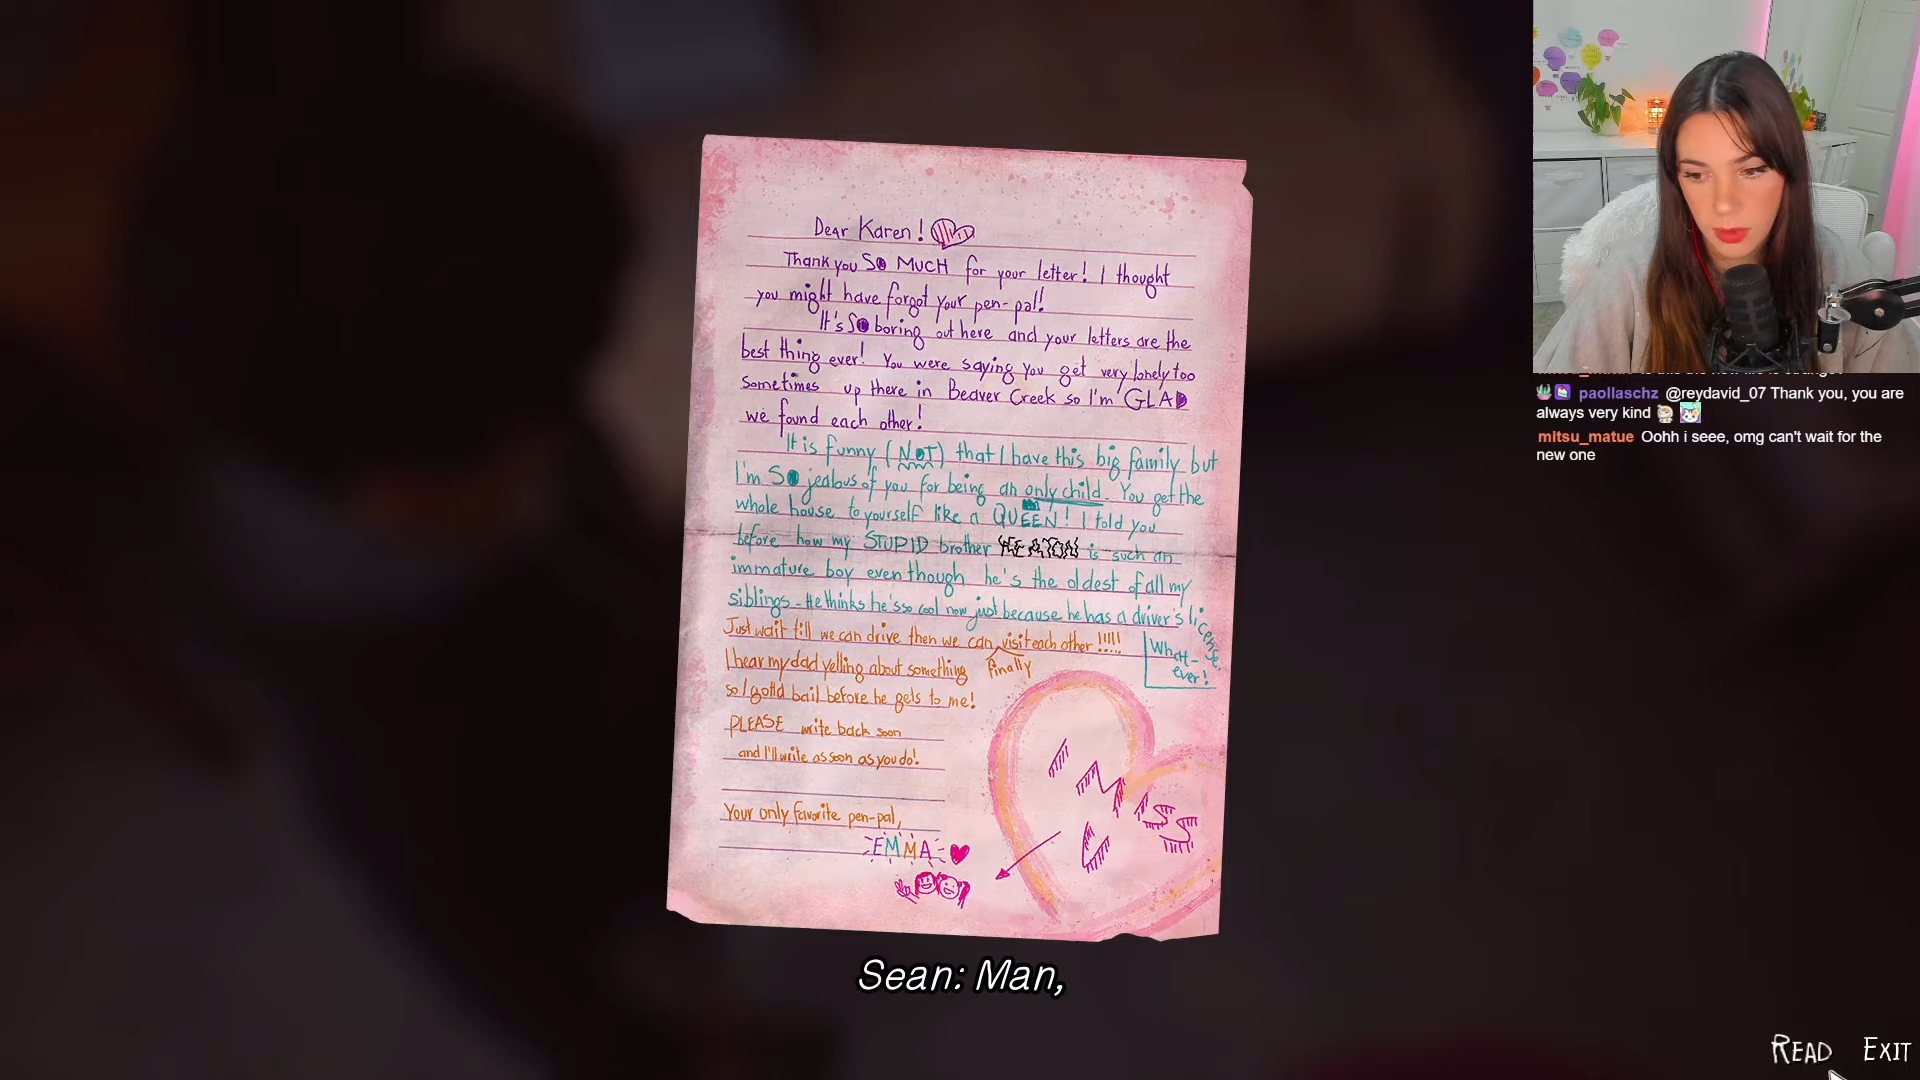 Dear Karen!
Thank you SO MUCH for your letter! I thought
you might have forgot your pen-pal!
It's SO boring out here and your letters are the
best thing ever! You were saying you get very lonely too
sometimes up there in Beaver Creek so I'm GLAD
we found each other!
It is funny (NOT) that I have this big family but
I'm SO jealous of you for being an only child. You get the
whole house to yourself like a QUEEN! I told you
before how my STUPID brother KEATON is such an
immature boy even though he's the oldest of all my
siblings - He thinks he's so cool now just because he has a driver's license.
What-
ever!
Just wait till we can drive then we can finally visit each other!!!!!
I hear my dad yelling about something
so I gotta bail before he gets to me!
PLEASE write back soon
and I'll write as soon as you do!
Your only favorite pen-pal,
EMMA
I MISS U
Sean: Man,
READ EXIT
paollaschz @reydavid_07 Thank you, you are
always very kind
mitsu_matue Oohh i seee, omg can't wait for the
new one